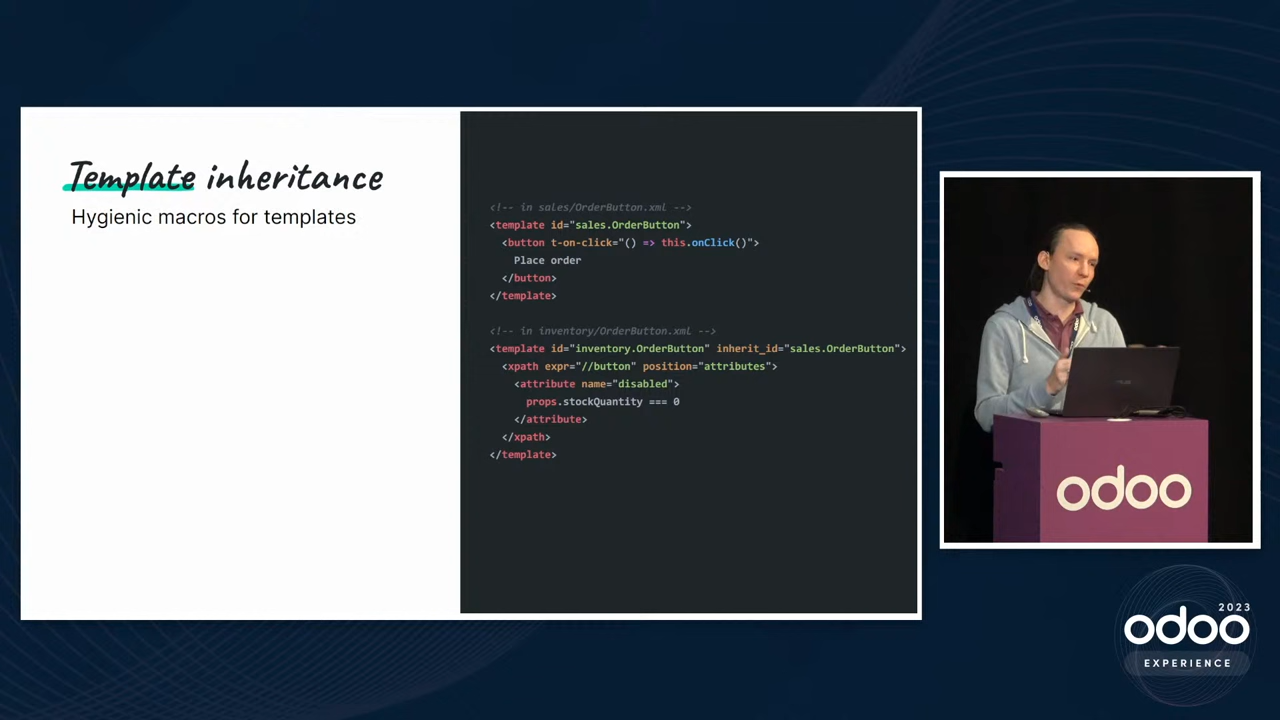 Template inheritance
Hygienic macros for templates
<!-- in sales/OrderButton.xml -->
<template id="sales.OrderButton">
<button t-on-click="() => this.onClick()">
Place order
</button>
</template>
<!-- in inventory/OrderButton.xml -->
<template id="inventory.OrderButton" inherit_id="sales.OrderButton">
<xpath expr="//button" position="attributes">
<attribute name="disabled">
props.stockQuantity === 0
</attribute>
</xpath>
</template>
odoo
2023
odoo
EXPERIENCE